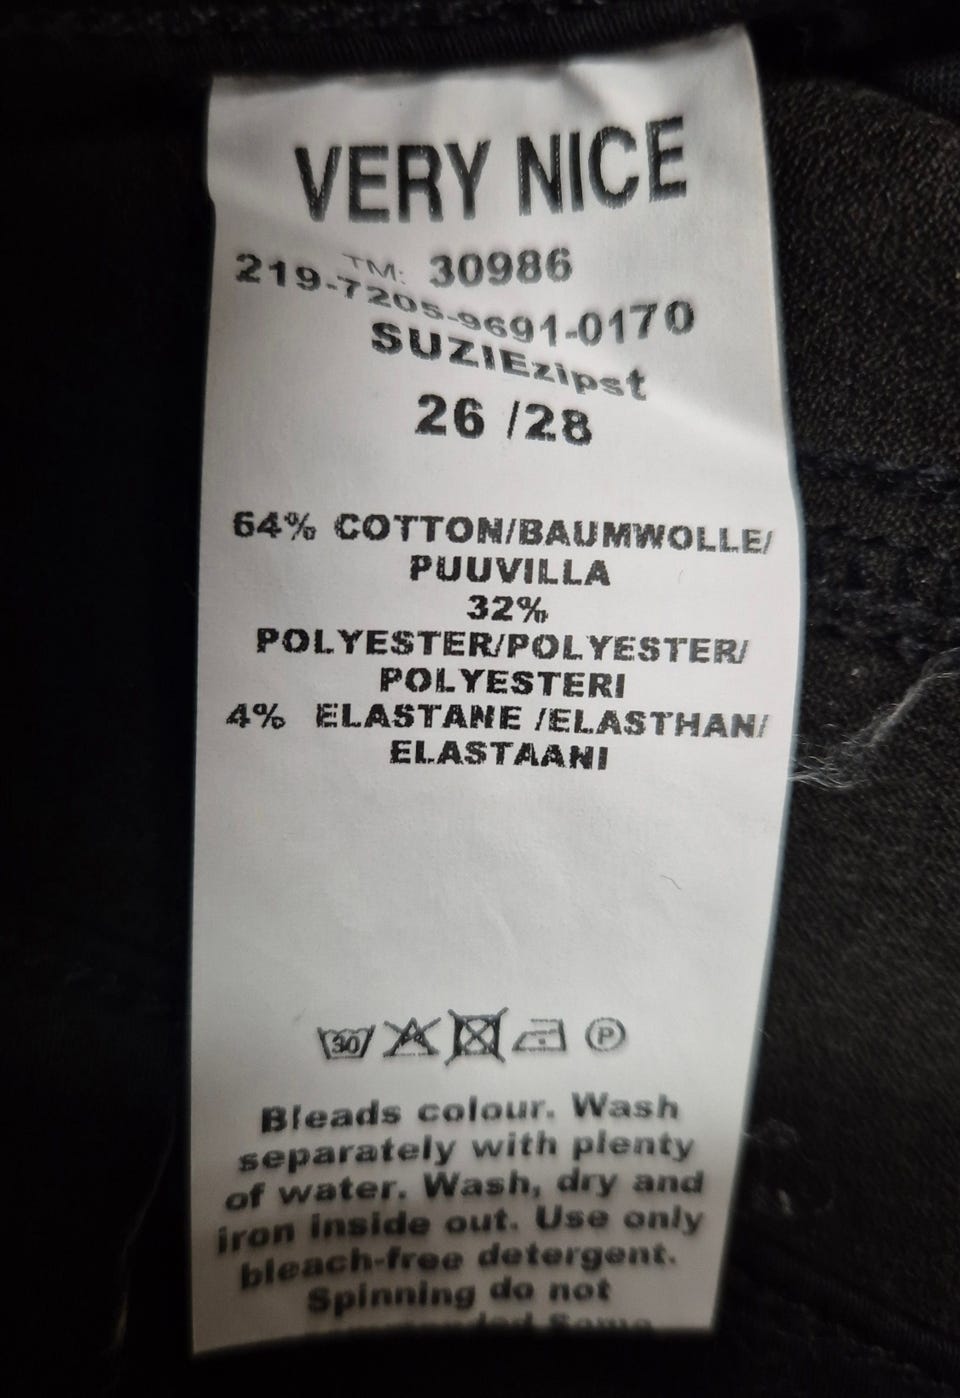 VERY NICE
TM: 30986
219-7205-9691-0170
SUZIEzipst
26 /28
64% COTTON/BAUMWOLLE/
PUUVILLA
32%
POLYESTER/POLYESTER/
POLYESTERI
4% ELASTANE /ELASTHAN/
ELASTAANI
30 P
Bleads colour. Wash
separately with plenty
of water. Wash, dry and
iron inside out. Use only
bleach-free detergent.
Spinning do not